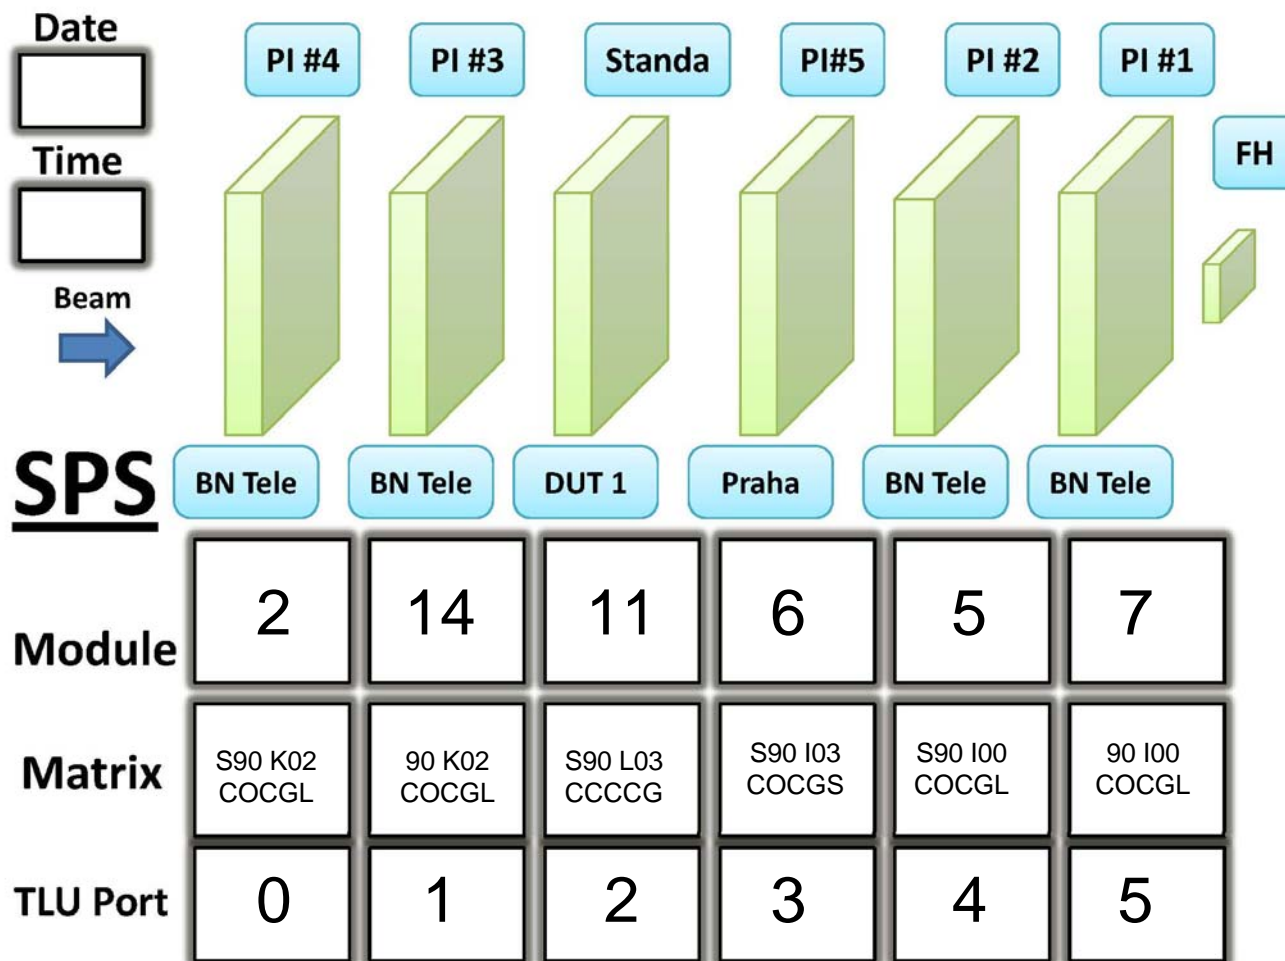 Date
PI #4 PI #3 Standa PI#5 PI #2 PI #1
Time
FH
Beam
SPS
BN Tele BN Tele DUT 1 Praha BN Tele BN Tele
Module 2 14 11 6 5 7
Matrix
S90 K02 90 K02 S90 L03 S90 I03 S90 I00 90 I00
COCGL COCGL CCCCG COCGS COCGL COCGL
TLU Port 0 1 2 3 4 5